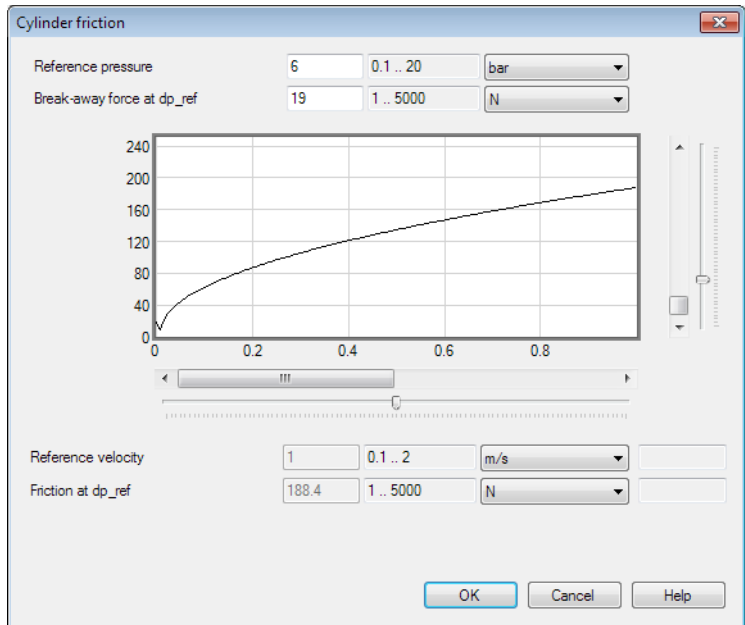 Cylinder friction
Reference pressure 6 0.1 .. 20 bar
Break-away force at dp_ref 19 1 .. 5000 N
240
200
160
120
80
40
0
0 0.2 0.4 0.6 0.8
Reference velocity 1 0.1 .. 2 m/s
Friction at dp_ref 188.4 1 .. 5000 N
OK Cancel Help